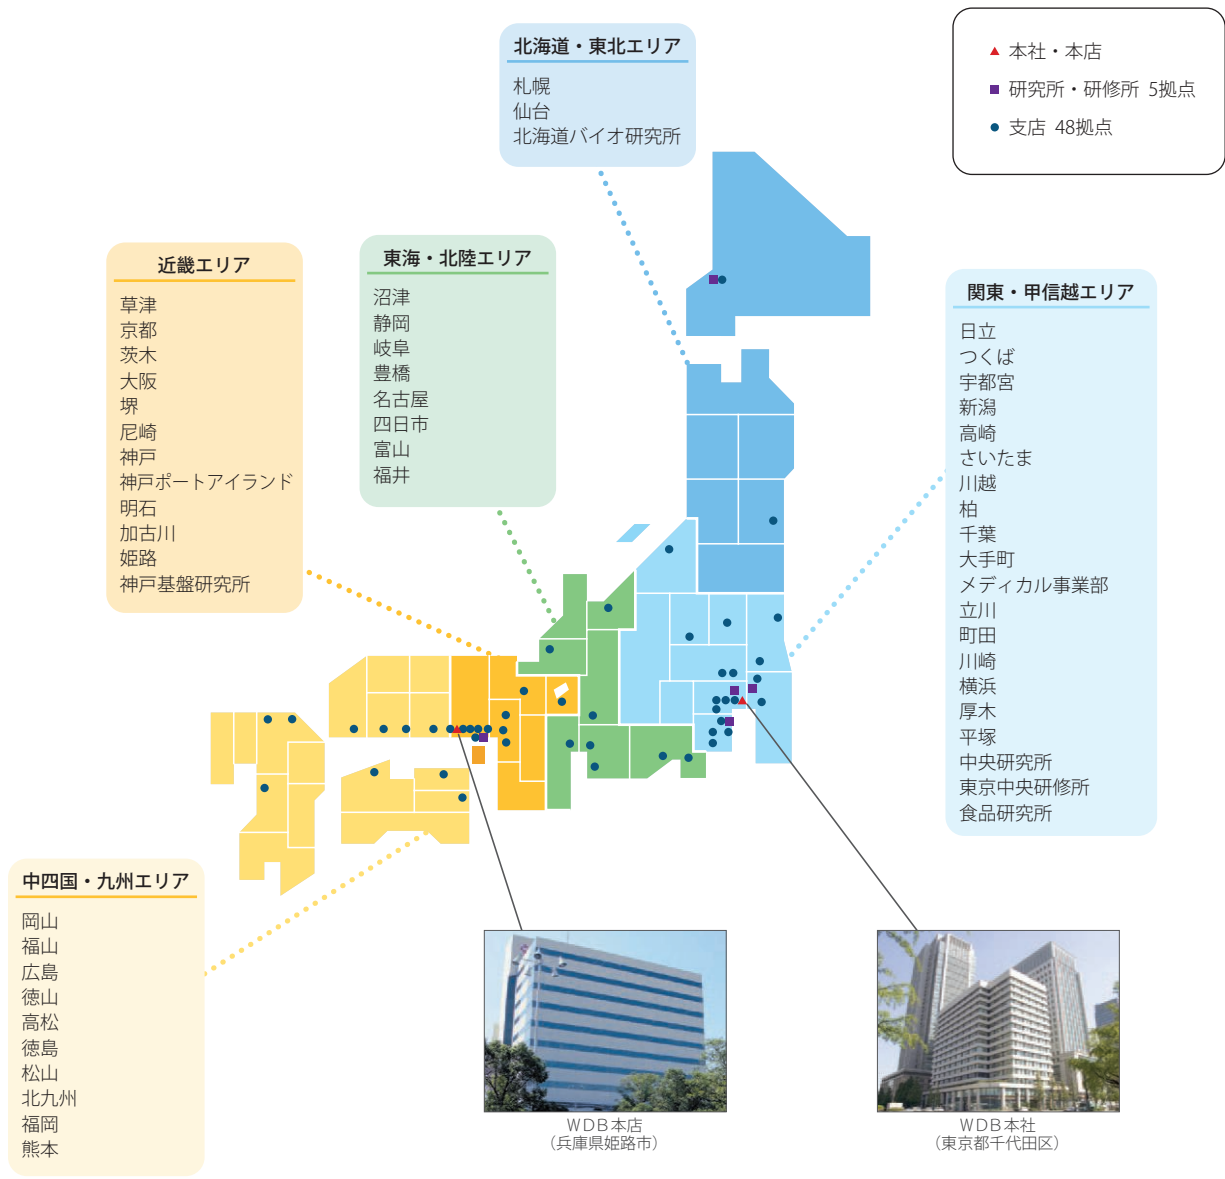 北海道・東北エリア
札幌
仙台
北海道バイオ研究所
本社・本店
研究所・研修所 5拠点
支店 48拠点
近畿エリア
草津
京都
茨木
大阪
堺
尼崎
神戸
神戸ポートアイランド
明石
加古川
姫路
神戸基盤研究所
東海・北陸エリア
沼津
静岡
岐阜
豊橋
名古屋
四日市
富山
福井
関東・甲信越エリア
日立
つくば
宇都宮
新潟
高崎
さいたま
川越
柏
千葉
大手町
メディカル事業部
立川
町田
川崎
横浜
厚木
平塚
中央研究所
東京中央研修所
食品研究所
中四国・九州エリア
岡山
福山
広島
徳山
高松
徳島
松山
北九州
福岡
熊本
WDB本店
（兵庫県姫路市）
WDB本社
（東京都千代田区）